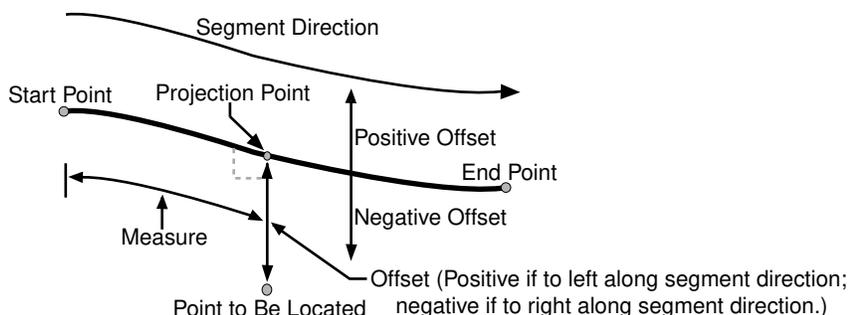 Segment Direction
Start Point
Projection Point
Positive Offset
End Point
Negative Offset
Measure
Offset (Positive if to left along segment direction;
negative if to right along segment direction.)
Point to Be Located